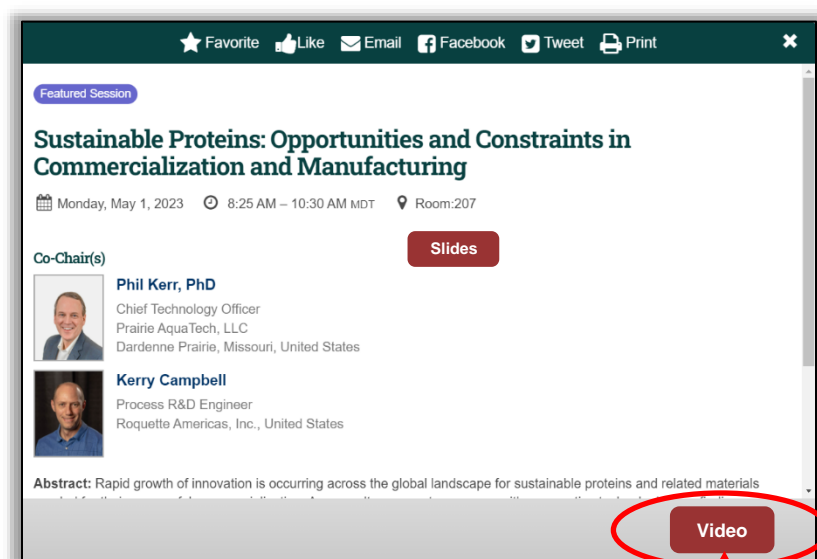 Favorite Like Email Facebook Tweet Print
Featured Session
Sustainable Proteins: Opportunities and Constraints in
Commercialization and Manufacturing
Monday, May 1, 2023 8:25 AM – 10:30 AM MDT Room:207
Slides
Co-Chair(s)
Phil Kerr, PhD
Chief Technology Officer
Prairie AquaTech, LLC
Dardenne Prairie, Missouri, United States
Kerry Campbell
Process R&D Engineer
Roquette Americas, Inc., United States
Abstract: Rapid growth of innovation is occurring across the global landscape for sustainable proteins and related materials
Video